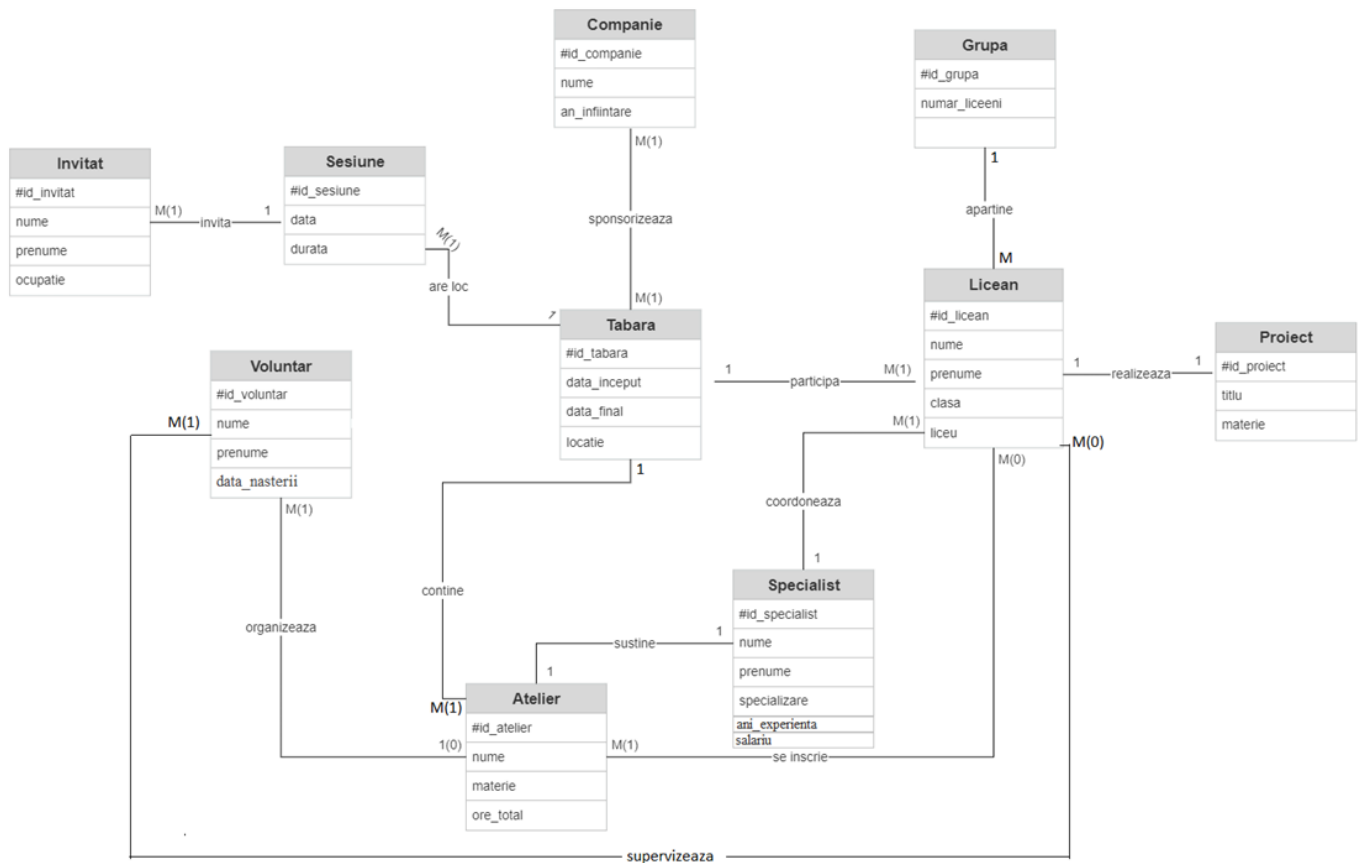 Companie
#id_companie
nume
an_infiintare
M(1)
sponsorizeaza
M(1)
Grupa
#id_grupa
numar_liceeni
1
apartine
M
Invitat
#id_invitat
nume
prenume
ocupatie
M(1)
invita
1
Sesiune
#id_sesiune
data
durata
M(1)
are loc
1
Tabara
#id_tabara
data_inceput
data_final
locatie
1
participa
M(1)
Licean
#id_licean
nume
prenume
clasa
liceu
1
realizeaza
1
Proiect
#id_proiect
titlu
materie
Voluntar
#id_voluntar
nume
prenume
data_nasterii
M(1)
M(1)
organizeaza
1(0)
1
contine
M(1)
M(1)
coordoneaza
1
M(0)
M(0)
Specialist
#id_specialist
nume
prenume
specializare
ani_experienta
salariu
1
sustine
1
Atelier
#id_atelier
nume
materie
ore_total
M(1)
se inscrie
supervizeaza